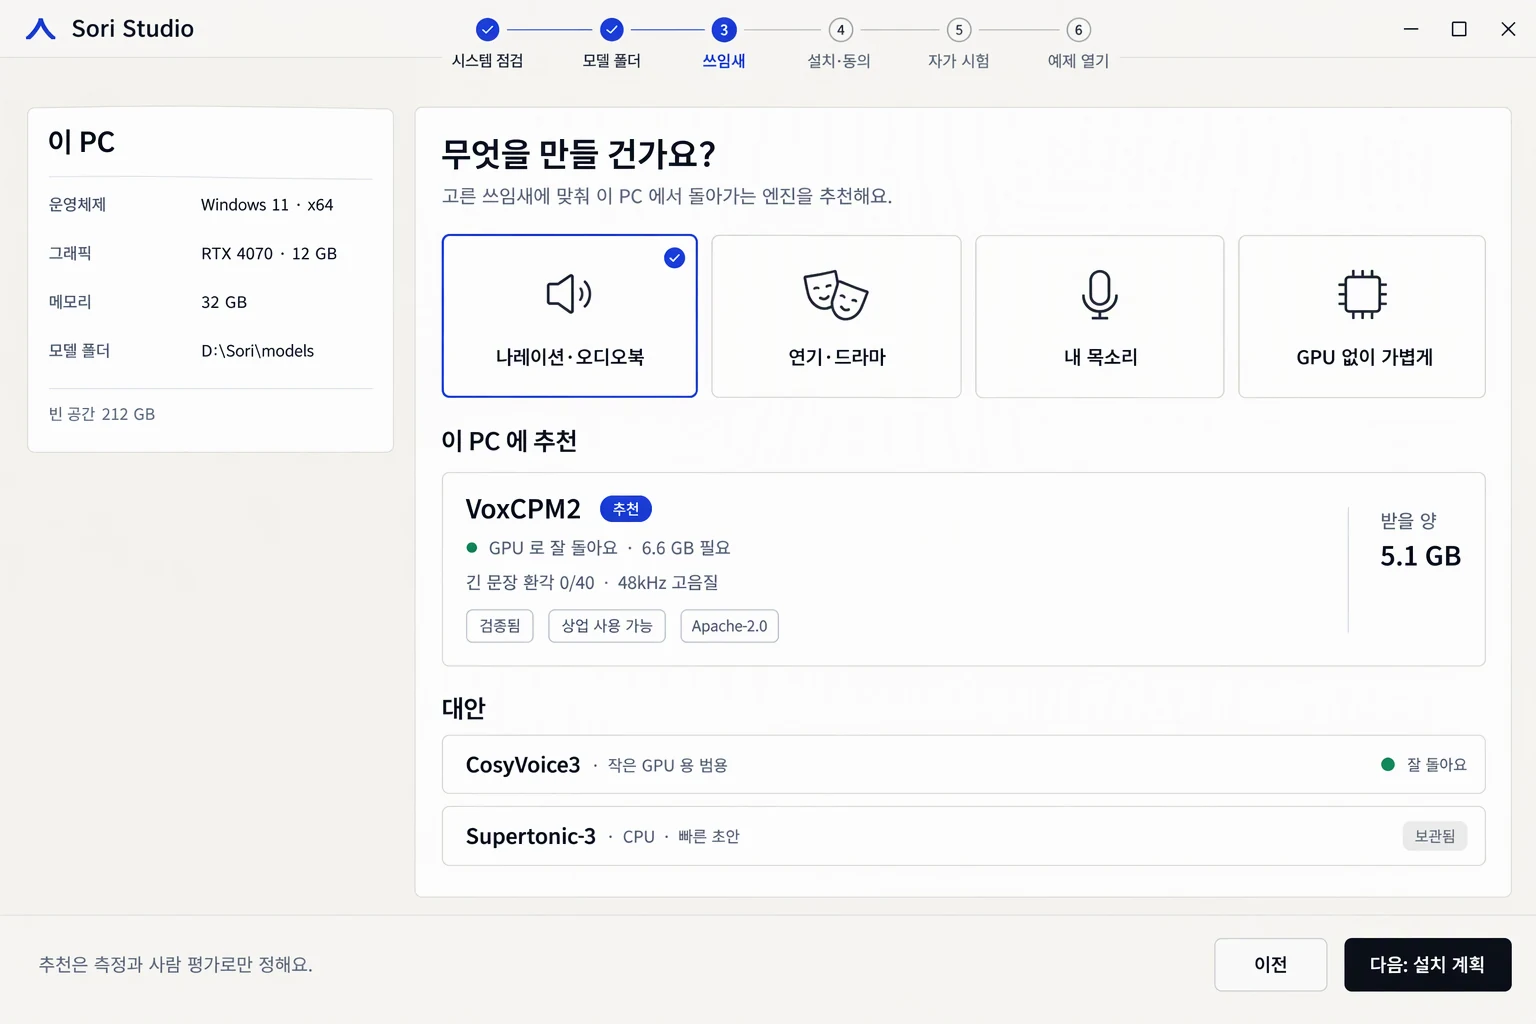 Sori Studio
3
4
5
6
시스템 점검
모델 폴더
쓰임새
설치·동의
자가 시험
예제 열기
이 PC
운영체제 Windows 11 · x64
그래픽 RTX 4070 · 12 GB
메모리 32 GB
모델 폴더 D:\Sori\models
빈 공간 212 GB
무엇을 만들 건가요?
고른 쓰임새에 맞춰 이 PC 에서 돌아가는 엔진을 추천해요.
나레이션·오디오북
연기·드라마
내 목소리
GPU 없이 가볍게
이 PC 에 추천
VoxCPM2 추천
GPU 로 잘 돌아요 · 6.6 GB 필요
긴 문장 환각 0/40 · 48kHz 고음질
검증됨 상업 사용 가능 Apache-2.0
받을 양
5.1 GB
대안
CosyVoice3 · 작은 GPU 용 범용 잘 돌아요
Supertonic-3 · CPU · 빠른 초안 보관됨
추천은 측정과 사람 평가로만 정해요.
이전
다음: 설치 계획